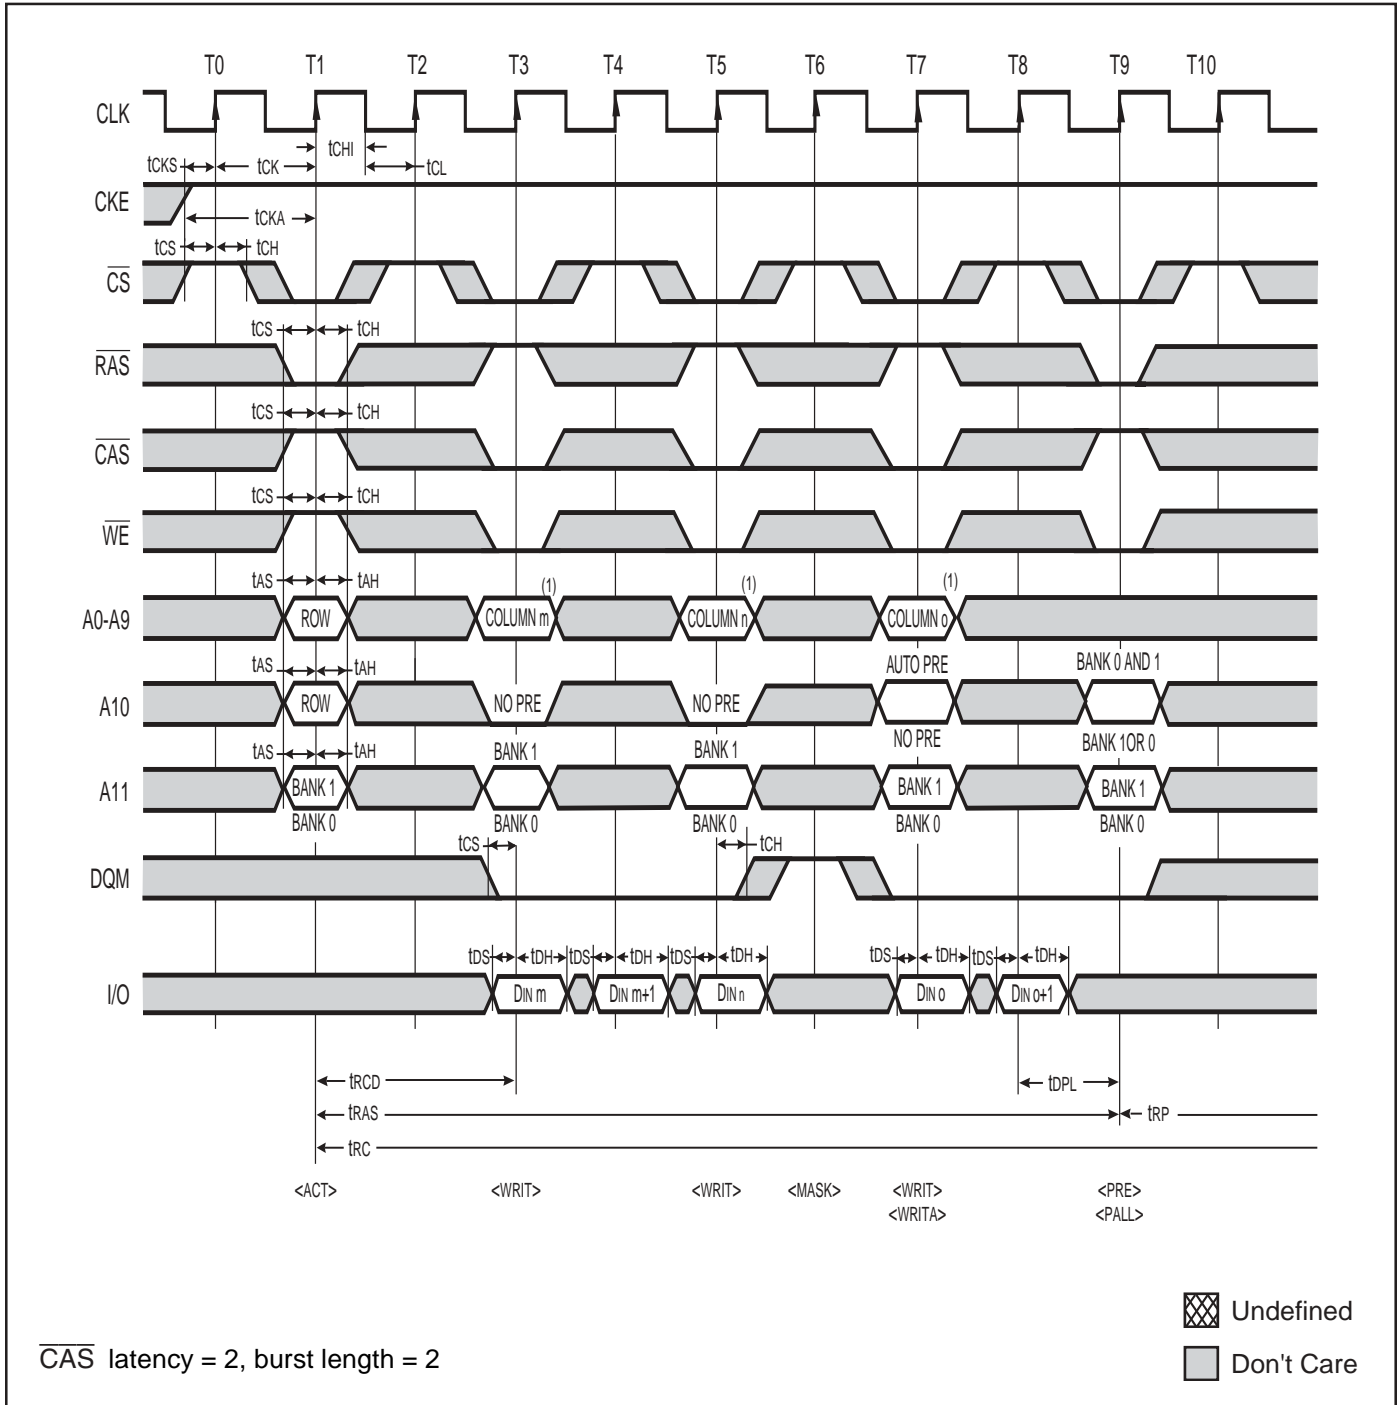 T0 T1 T2 T3 T4 T5 T6 T7 T8 T9 T10
CLK
tCHI
tCKS tCK tCL
CKE
tCKA
tCS tCH
CS
tCS tCH
RAS
tCS tCH
CAS
tCS tCH
WE
tAS tAH (1) (1) (1)
A0-A9 ROW COLUMN m COLUMN n COLUMN o
tAS tAH AUTO PRE BANK 0 AND 1
A10 ROW NO PRE NO PRE
NO PRE BANK 1OR 0
tAS tAH BANK 1 BANK 1
A11 BANK 1 BANK 1 BANK 1
BANK 0 BANK 0 BANK 0 BANK 0 BANK 0
tCS tCH
DQM
tDS tDH tDS tDH tDS tDH tDS tDH tDS tDH
I/O DIN m DIN m+1 DIN n DIN o DIN o+1
tRCD tDPL
tRAS tRP
tRC
<ACT> <WRIT> <WRIT> <MASK> <WRIT> <PRE>
<WRITA> <PALL>
Undefined
CAS latency = 2, burst length = 2
Don't Care